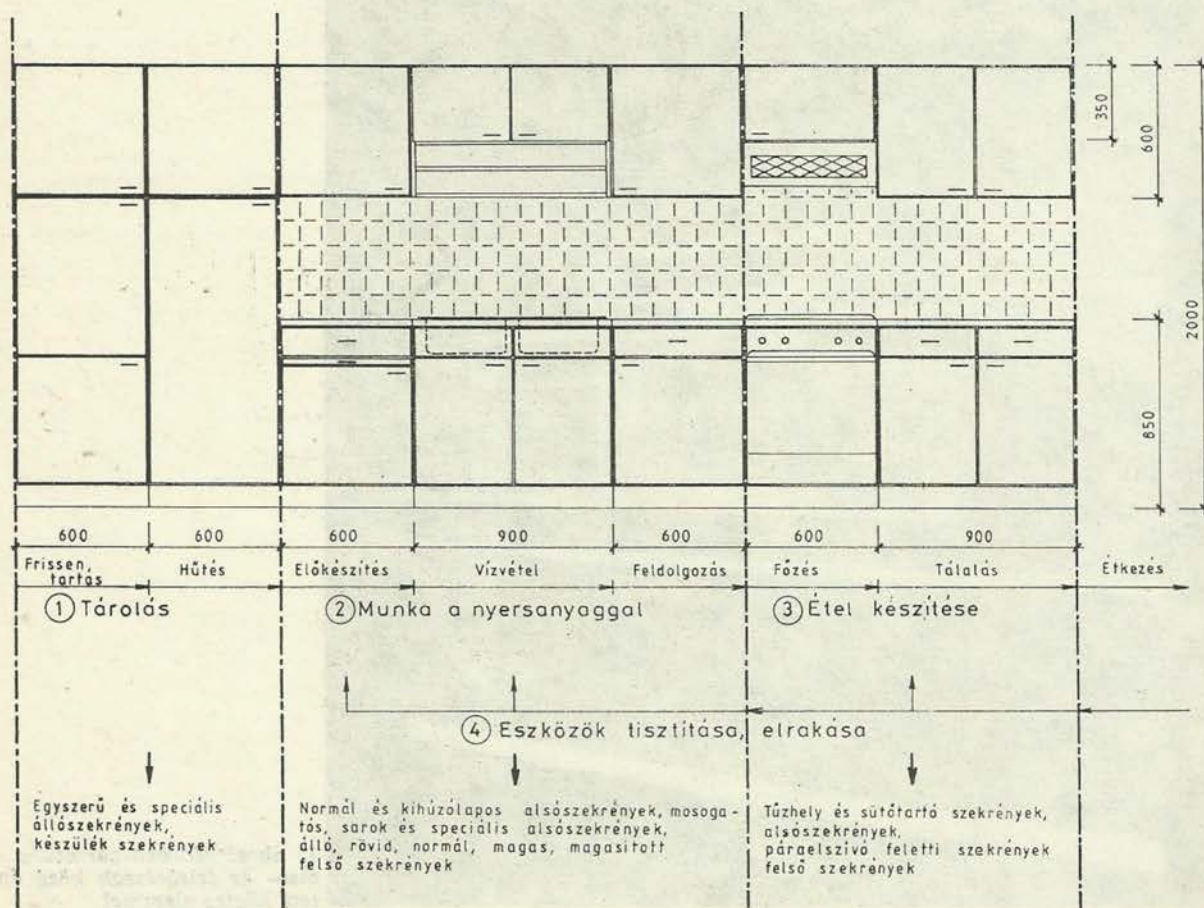 350
600
2000
850
600 600 600 900 600 600 900
Frissen, Hűtés Előkészítés Vízvétel Feldolgozás Főzés Tálalás Étkezés
tartás
1 Tárolás 2 Munka a nyersanyaggal 3 Étel készítése
4 Eszközök tisztítása, elrakása
Egyszerű és speciális
állószekrények,
készülék szekrények
Normál és kihúzólapos alsószekrények, mosoga-
tós, sarok és speciális alsószekrények,
álló, rövid, normál, magas, magasított
felső szekrények
Tűzhely és sütőtartó szekrények,
alsószekrények,
páraelszívó feletti szekrények
felső szekrények